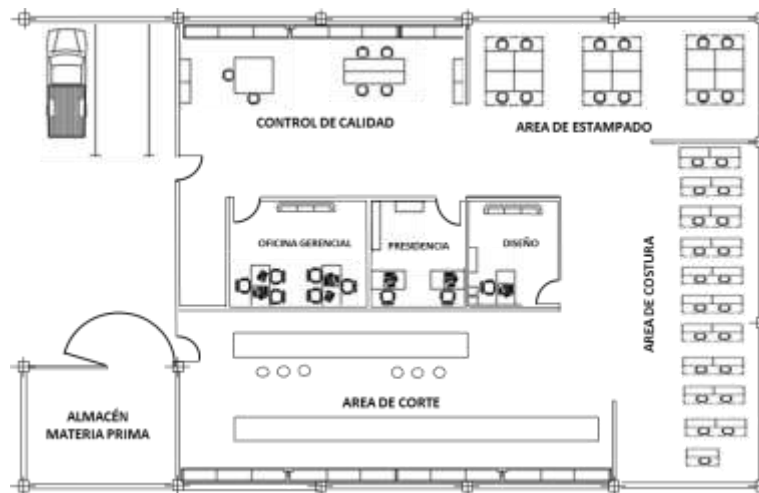 CONTROL DE CALIDAD
AREA DE ESTAMPADO
OFICINA GERENCIAL
PRESIDENCIA
DISEÑO
AREA DE COSTURA
AREA DE CORTE
ALMACÉN
MATERIA PRIMA